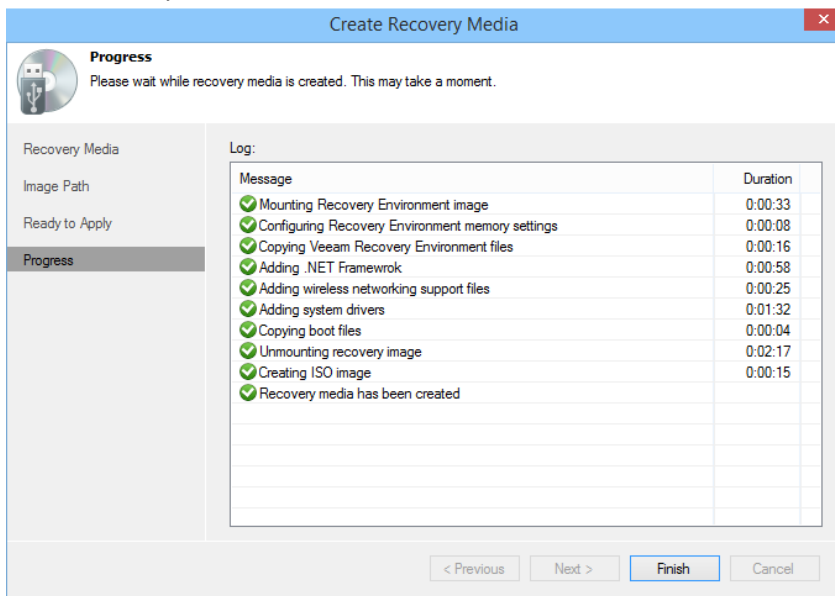 Create Recovery Media
Progress
Please wait while recovery media is created. This may take a moment.
Recovery Media
Image Path
Ready to Apply
Progress
Log:
Message Duration
Mounting Recovery Environment image 0:00:33
Configuring Recovery Environment memory settings 0:00:08
Copying Veeam Recovery Environment files 0:00:16
Adding .NET Framewrok 0:00:58
Adding wireless networking support files 0:00:25
Adding system drivers 0:01:32
Copying boot files 0:00:04
Unmounting recovery image 0:02:17
Creating ISO image 0:00:15
Recovery media has been created
< Previous Next > Finish Cancel